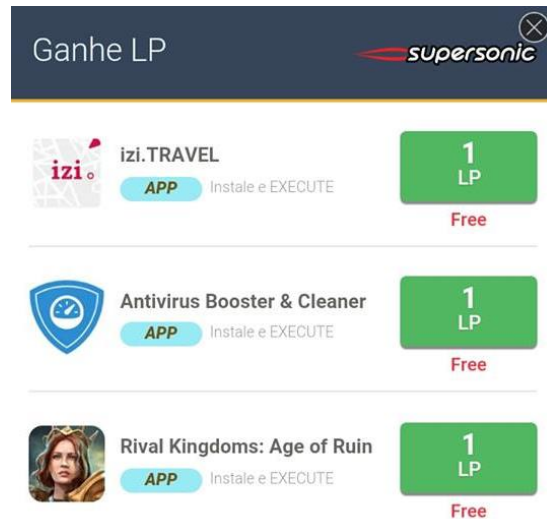 Ganhe LP
supersonic
izi.
izi.TRAVEL
APP Instale e EXECUTE
1
LP
Free
Antivirus Booster & Cleaner
APP Instale e EXECUTE
1
LP
Free
Rival Kingdoms: Age of Ruin
APP Instale e EXECUTE
1
LP
Free